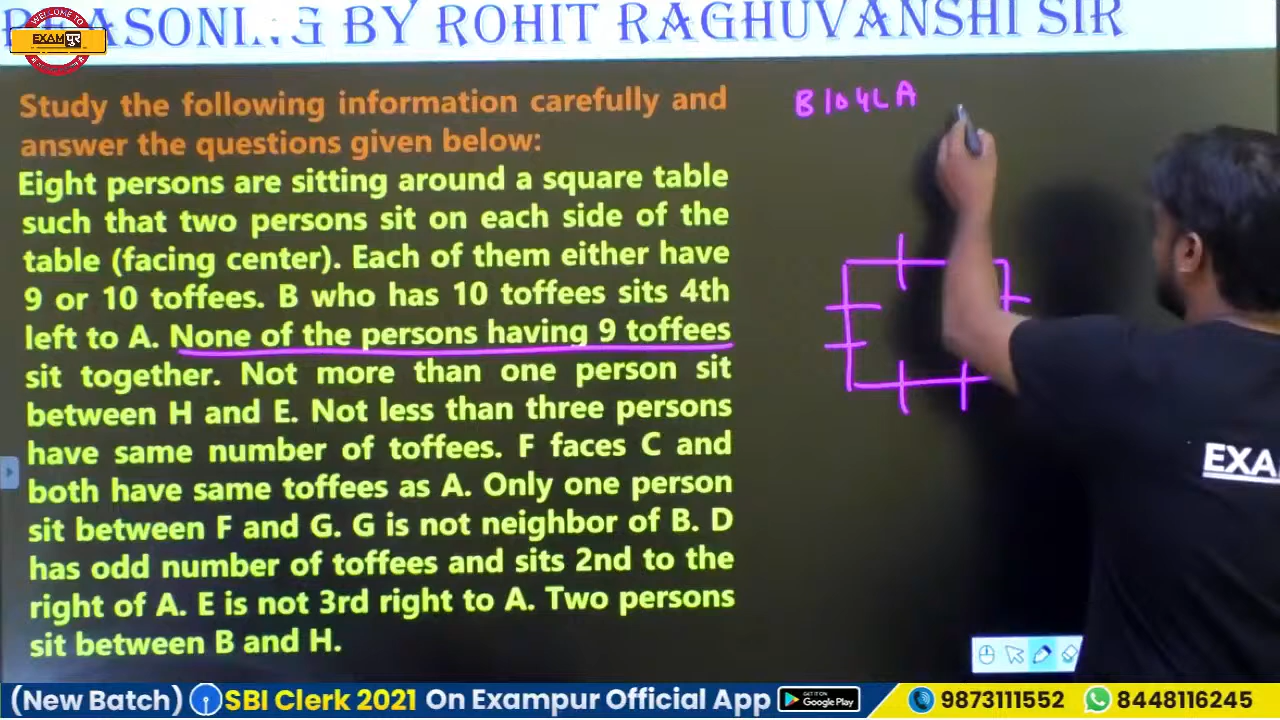 REASONING BY ROHIT RAGHUVANSHI SIR
WELCOME TO
EXAMपुर
Study the following information carefully and
answer the questions given below:
Eight persons are sitting around a square table
such that two persons sit on each side of the
table (facing center). Each of them either have
9 or 10 toffees. B who has 10 toffees sits 4th
left to A. None of the persons having 9 toffees
sit together. Not more than one person sit
between H and E. Not less than three persons
have same number of toffees. F faces C and
both have same toffees as A. Only one person
sit between F and G. G is not neighbor of B. D
has odd number of toffees and sits 2nd to the
right of A. E is not 3rd right to A. Two persons
sit between B and H.
B 10 4L A
EXA
(New Batch) SBI Clerk 2021 On Exampur Official App
GET IT ON
Google Play
9873111552
8448116245